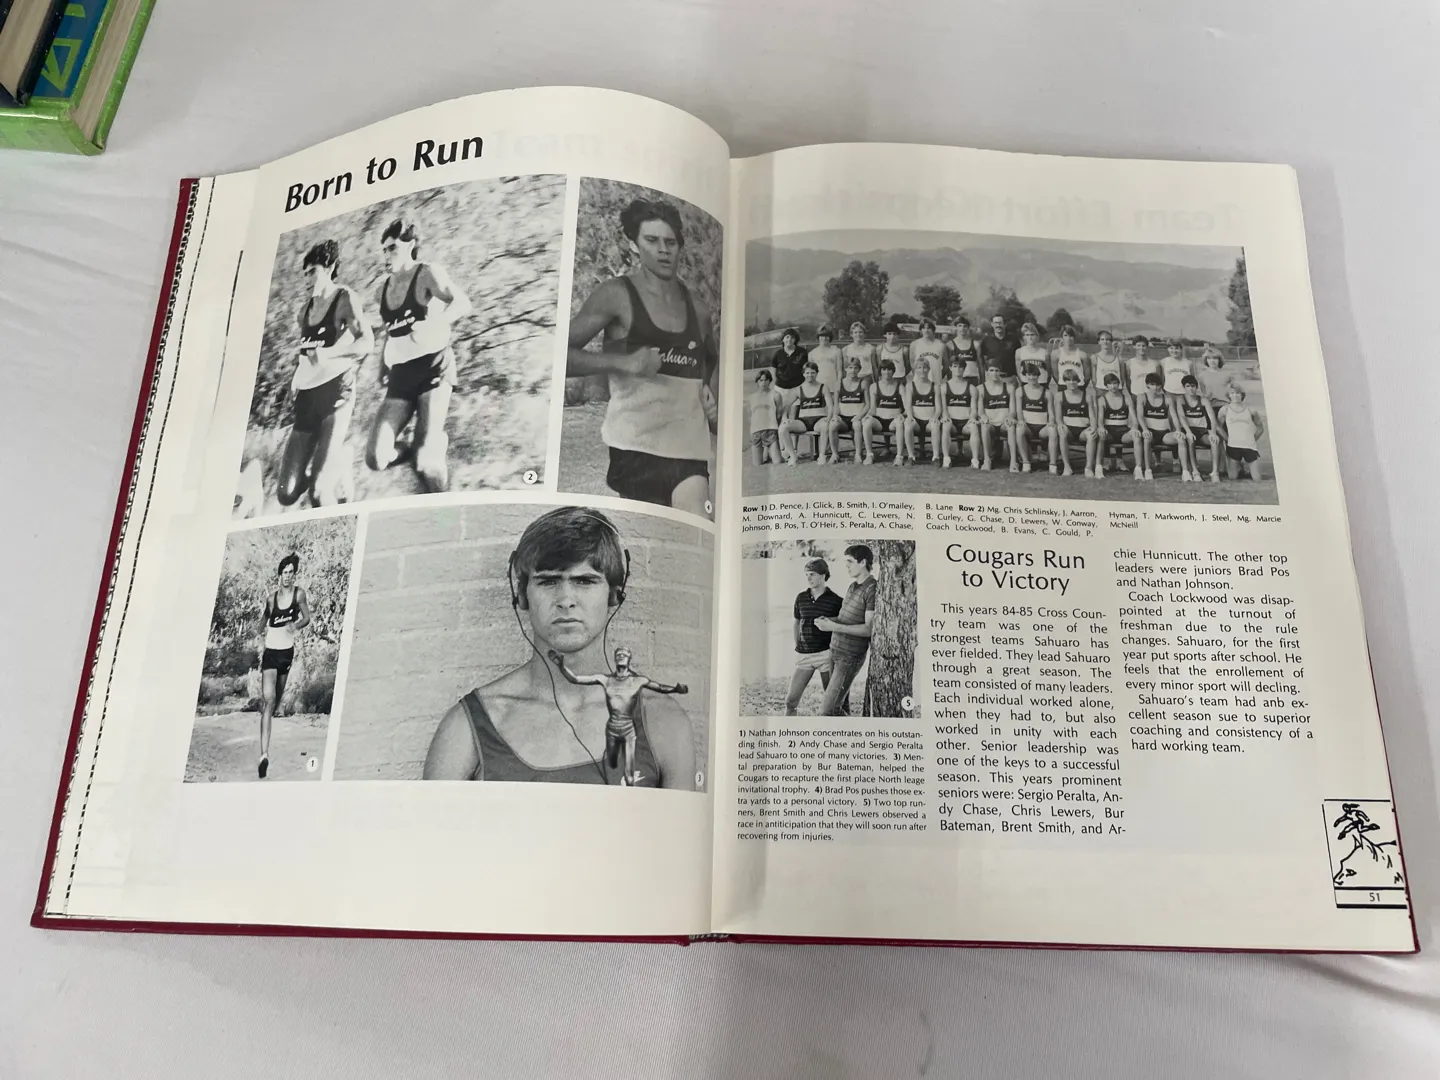 Born to Run
Sahuaro
Sahuaro
Sahuaro
2
4
Sahuaro
1
3
Row 1) D. Pence, J. Glick, B. Smith, J. O'mailey,
M. Downard, A. Hunnicutt, C. Lewers, N.
Johnson, B. Pos, T. O'Heir, S. Peralta, A. Chase,
B. Lane Row 2) Mg. Chris Schlinsky, J. Aarron,
B. Curley, G. Chase, D. Lewers, W. Conway,
Coach Lockwood, B. Evans, C. Gould, P.
Hyman, T. Markworth, J. Steel, Mg. Marcie
McNeill
5
1) Nathan Johnson concentrates on his outstan-
ding finish. 2) Andy Chase and Sergio Peralta
lead Sahuaro to one of many victories. 3) Men-
tal preparation by Bur Bateman, helped the
Cougars to recapture the first place North leage
invitational trophy. 4) Brad Pos pushes those ex-
tra yards to a personal victory. 5) Two top run-
ners, Brent Smith and Chris Lewers observed a
race in antiticipation that they will soon run after
recovering from injuries.
Cougars Run
to Victory
This years 84-85 Cross Coun-
try team was one of the
strongest teams Sahuaro has
ever fielded. They lead Sahuaro
through a great season. The
team consisted of many leaders.
Each individual worked alone,
when they had to, but also
worked in unity with each
other. Senior leadership was
one of the keys to a successful
season. This years prominent
seniors were: Sergio Peralta, An-
dy Chase, Chris Lewers, Bur
Bateman, Brent Smith, and Ar-
chie Hunnicutt. The other top
leaders were juniors Brad Pos
and Nathan Johnson.
Coach Lockwood was disap-
pointed at the turnout of
freshman due to the rule
changes. Sahuaro, for the first
year put sports after school. He
feels that the enrollement of
every minor sport will decling.
Sahuaro's team had anb ex-
cellent season sue to superior
coaching and consistency of a
hard working team.
51